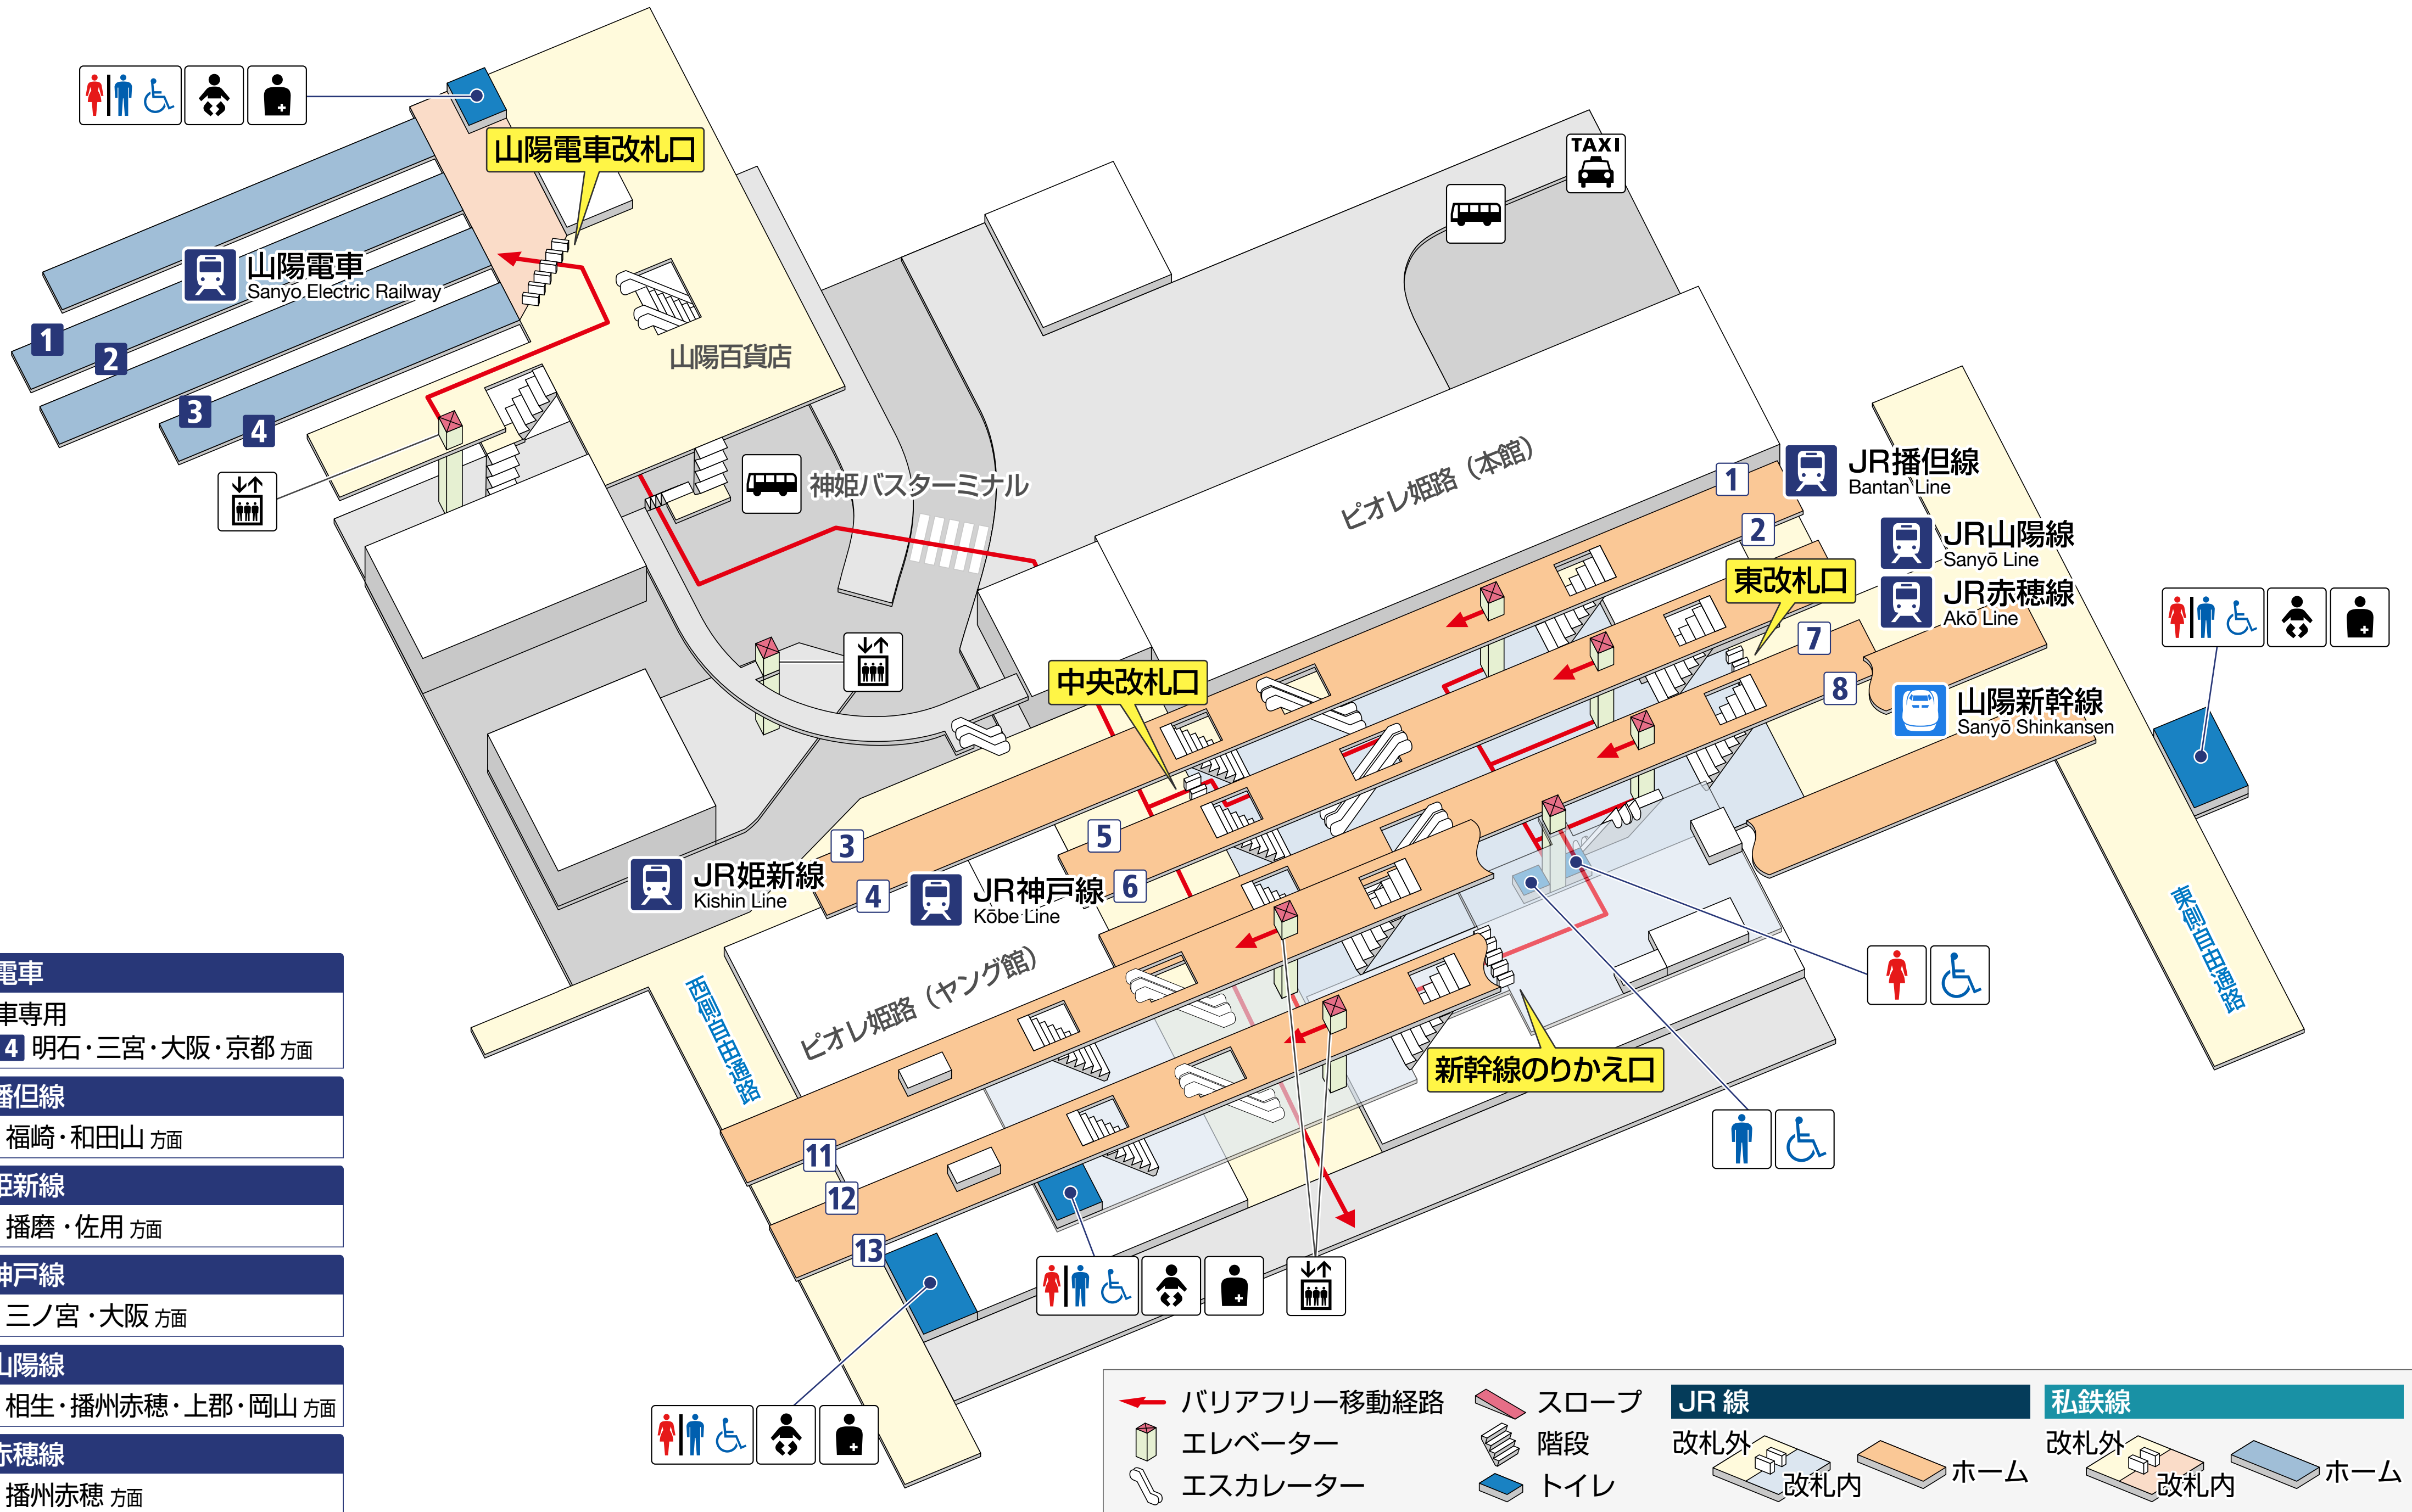 山陽電車改札口
TAXI
山陽電車
Sanyo Electric Railway
1
2
3
4
山陽百貨店
神姫バスターミナル
ピオレ姫路（本館）
1
JR播但線
Bantan Line
2
JR山陽線
Sanyō Line
東改札口
JR赤穂線
Akō Line
7
8
山陽新幹線
Sanyō Shinkansen
中央改札口
3
4
5
6
JR姫新線
Kishin Line
JR神戸線
Kōbe Line
東側自由通路
西側自由通路
ピオレ姫路（ヤング館）
新幹線のりかえ口
11
12
13
電車
車専用
4 明石・三宮・大阪・京都 方面
播但線
福崎・和田山 方面
姫新線
播磨・佐用 方面
神戸線
三ノ宮・大阪 方面
山陽線
相生・播州赤穂・上郡・岡山 方面
赤穂線
播州赤穂 方面
バリアフリー移動経路
エレベーター
エスカレーター
スロープ
階段
トイレ
JR線
改札外
改札内
ホーム
私鉄線
改札外
改札内
ホーム